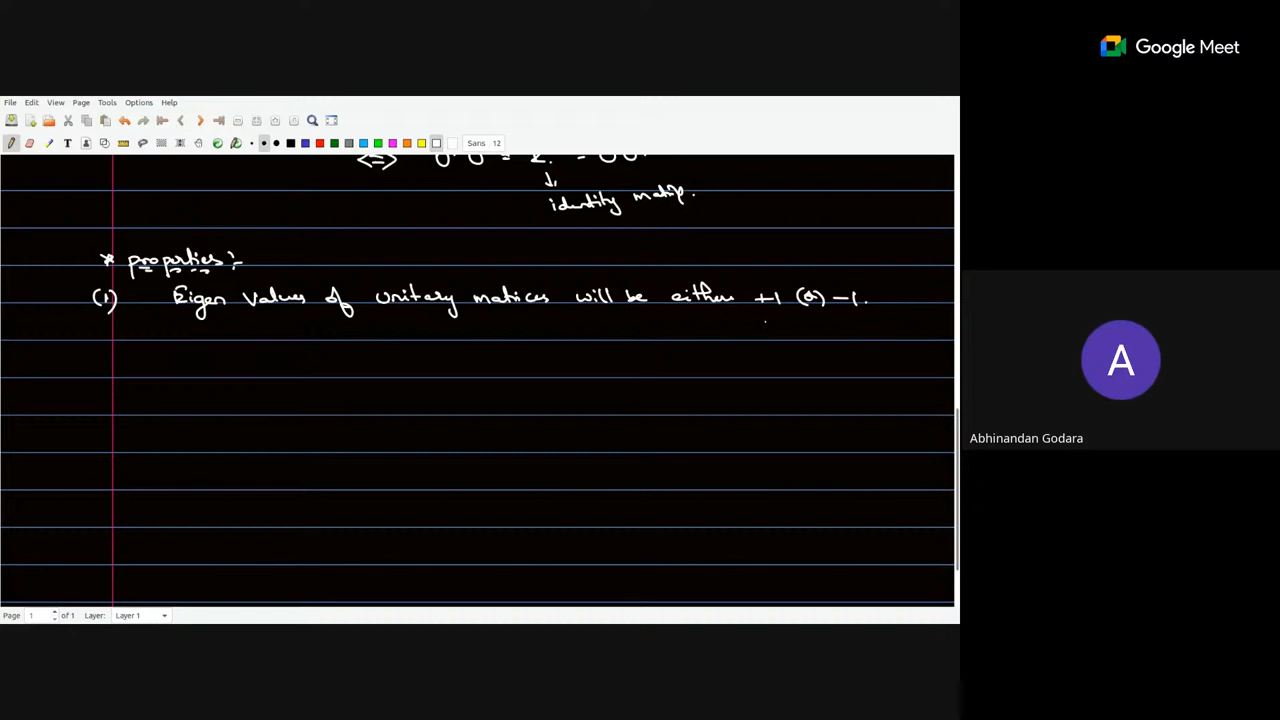 Google Meet
File Edit View Page Tools Options Help
T Sans 12
<=>
identity matrix.
* properties :-
(1) Eigen values of unitary matrices will be either +1 (or) -1.
A
Abhinandan Godara
Page 1 of 1 Layer: Layer 1